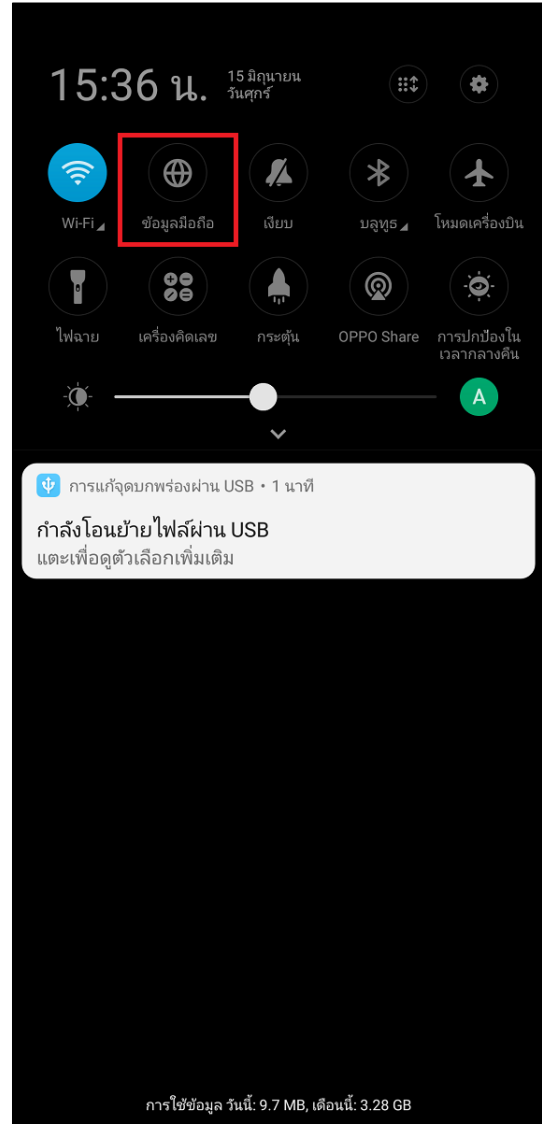 15:36 น.
15 มิถุนายน
วันศุกร์
Wi-Fi
ข้อมูลมือถือ
เงียบ
บลูทูธ
โหมดเครื่องบิน
ไฟฉาย
เครื่องคิดเลข
กระตุ้น
OPPO Share
การปกป้องใน
เวลากลางคืน
A
การแก้จุดบกพร่องผ่าน USB • 1 นาที
กำลังโอนย้ายไฟล์ผ่าน USB
แตะเพื่อดูตัวเลือกเพิ่มเติม
การใช้ข้อมูล วันนี้: 9.7 MB, เดือนนี้: 3.28 GB